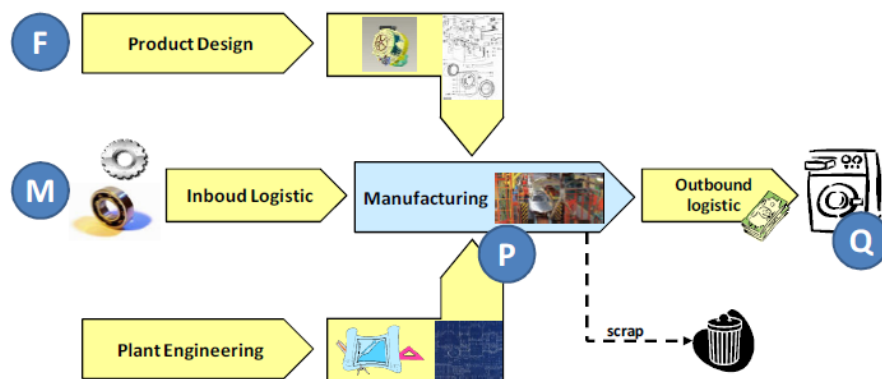 F
Product Design
M
Inboud Logistic
Manufacturing
Outbound
logistic
P
Q
scrap
Plant Engineering